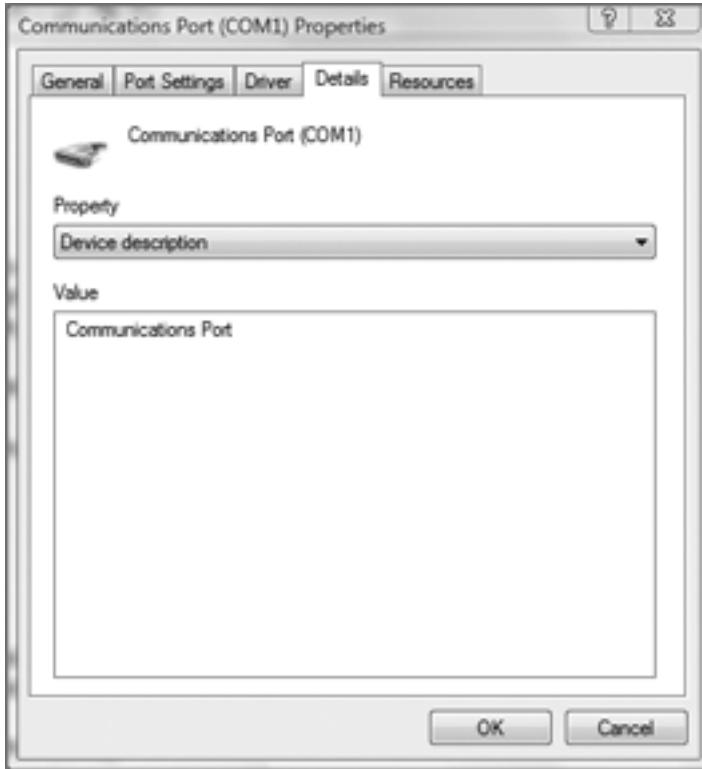 Communications Port (COM1) Properties
General Port Settings Driver Details Resources
Communications Port (COM1)
Property
Device description
Value
Communications Port
OK Cancel